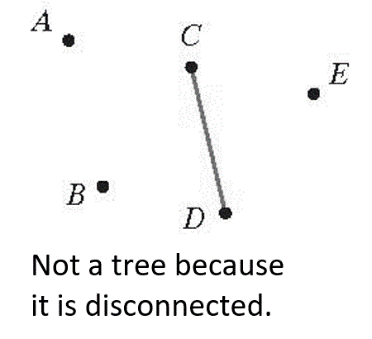 A
C
E
B
D
Not a tree because
it is disconnected.